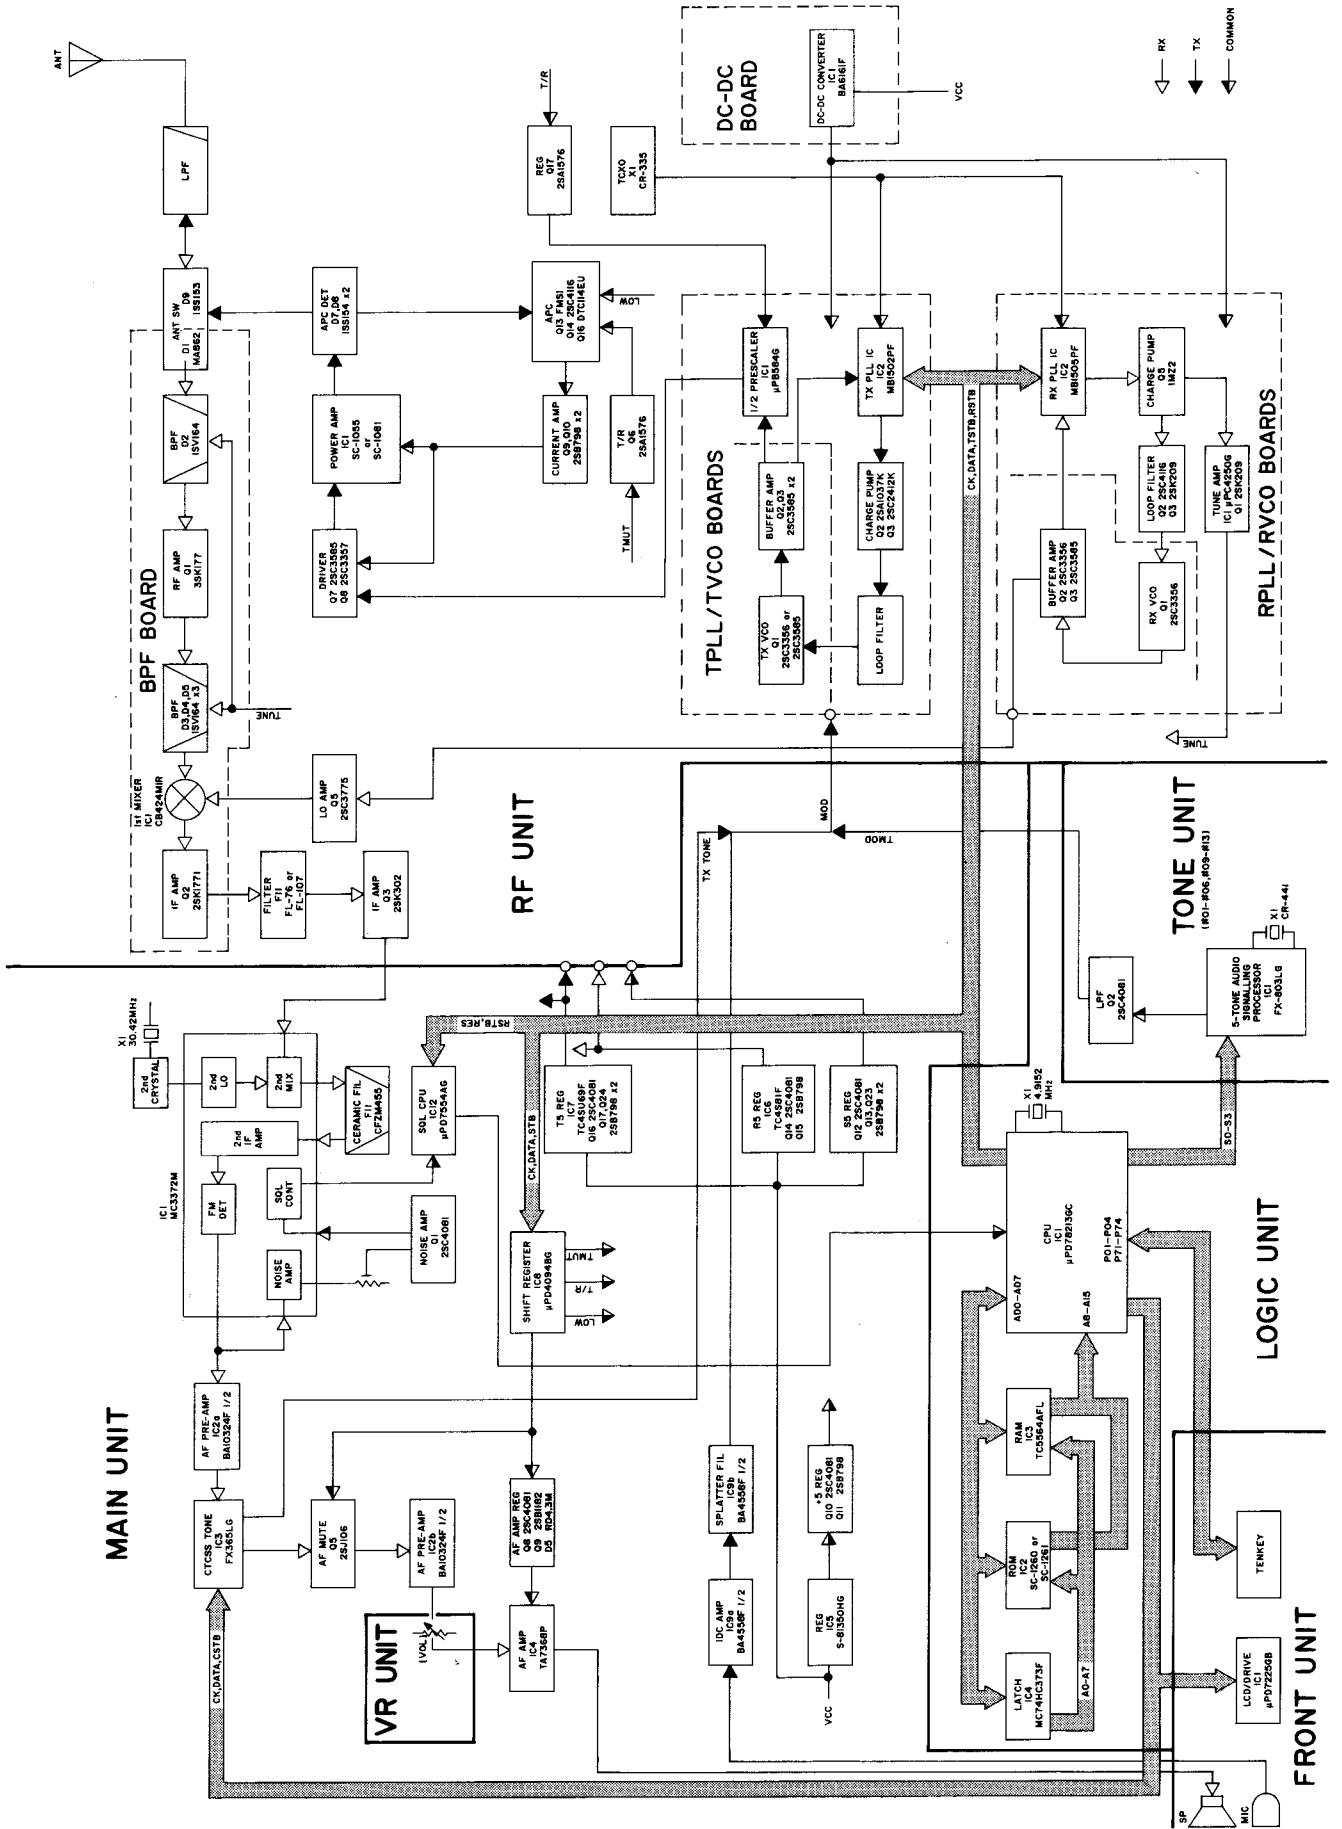 ANT
LPF
ANT SW
D9
1SS153
D1
MA862
BPF
D2
1SV164
RF AMP
Q1
3SK177
BPF
D3,D4,D5
1SV164 x3
TUNE
BPF BOARD
1st MIXER
IC1
CB424M1R
IF AMP
Q2
2SK1771
FILTER
FI1
FL-76 or
FL-107
IF AMP
Q3
2SK302
LO AMP
Q5
2SC3775
APC DET
D7,D8
1SS154 x2
POWER AMP
IC1
SC-1055
or
SC-1081
DRIVER
Q7 2SC3585
Q8 2SC3357
APC
Q13 FMS1
Q14 2SC4116
Q16 DTC114EU
LOW
CURRENT AMP
Q9,Q10
2SB798 x2
T/R
Q6
2SA1576
TMUT
T/R
REG
Q17
2SA1576
TCXO
X1
CR-335
RF UNIT
DC-DC
BOARD
DC-DC CONVERTER
IC1
BA6161F
VCC
RX
TX
COMMON
TPLL/TVCO BOARDS
1/2 PRESCALER
IC1
µPB584G
TX PLL IC
IC2
MB1502PF
BUFFER AMP
Q2,Q3
2SC3585 x2
CHARGE PUMP
Q2 2SA1037K
Q3 2SC2412K
TX VCO
Q1
2SC3356 or
2SC3585
LOOP FILTER
CK,DATA,TSTB,RSTB
RPLL/RVCO BOARDS
RX PLL IC
IC2
MB1505PF
CHARGE PUMP
Q5
IMZ2
LOOP FILTER
Q2 2SC4116
Q3 2SK209
TUNE AMP
IC1 µPC4250G
Q1 2SK209
BUFFER AMP
Q2 2SC3356
Q3 2SC3585
RX VCO
Q1
2SC3356
TUNE
MOD
TX TONE
TMOD
TONE UNIT
(#01-#06,#09-#13)
LPF
Q2
2SC4081
5-TONE AUDIO
SIGNALLING
PROCESSOR
IC1
FX-803LG
X1
CR-441
S0-S3
MAIN UNIT
X1
30.42MHz
2nd
CRYSTAL
2nd
LO
2nd
MIX
CERAMIC FIL
FI1
CFZM455
2nd
IF
AMP
FM
DET
SQL
CONT
NOISE
AMP
IC1
MC3372M
NOISE AMP
Q1
2SC4081
SQL CPU
IC12
µPD7554AG
RSTB,RES
CK,DATA,STB
T5 REG
IC7
TC4SU69F
Q16 2SC4081
Q17,Q24
2SB798 x2
R5 REG
IC6
TC4S81F
Q14 2SC4081
Q15 2SB798
S5 REG
Q12 2SC4081
Q13,Q23
2SB798 x2
SHIFT REGISTER
IC8
µPD4094BG
TMUT
T/R
LOW
AF PRE-AMP
IC2a
BA10324F 1/2
CTCSS TONE
IC3
FX365LG
AF MUTE
Q5
2SJ106
AF PRE-AMP
IC2b
BA10324F 1/2
AF AMP REG
Q8 2SC4081
Q9 2SB1182
D5 RD4.3M
AF AMP
IC4
TA7368P
VR UNIT
(VOL)
SPLATTER FIL
IC9b
BA4558F 1/2
IDC AMP
IC9a
BA4558F 1/2
+5 REG
Q10 2SC4081
Q11 2SB798
REG
IC5
S-81350HG
VCC
CK,DATA,CSTB
LOGIC UNIT
X1
4.9152
MHz
CPU
IC1
µPD78213GC
P01-P04
P71-P74
AD0-AD7
A8-A15
RAM
IC3
TC5564AFL
ROM
IC2
SC-1260 or
SC-1261
LATCH
IC4
MC74HC373F
A0-A7
FRONT UNIT
TENKEY
LCD/DRIVE
IC1
µPD7225GB
SP
MIC